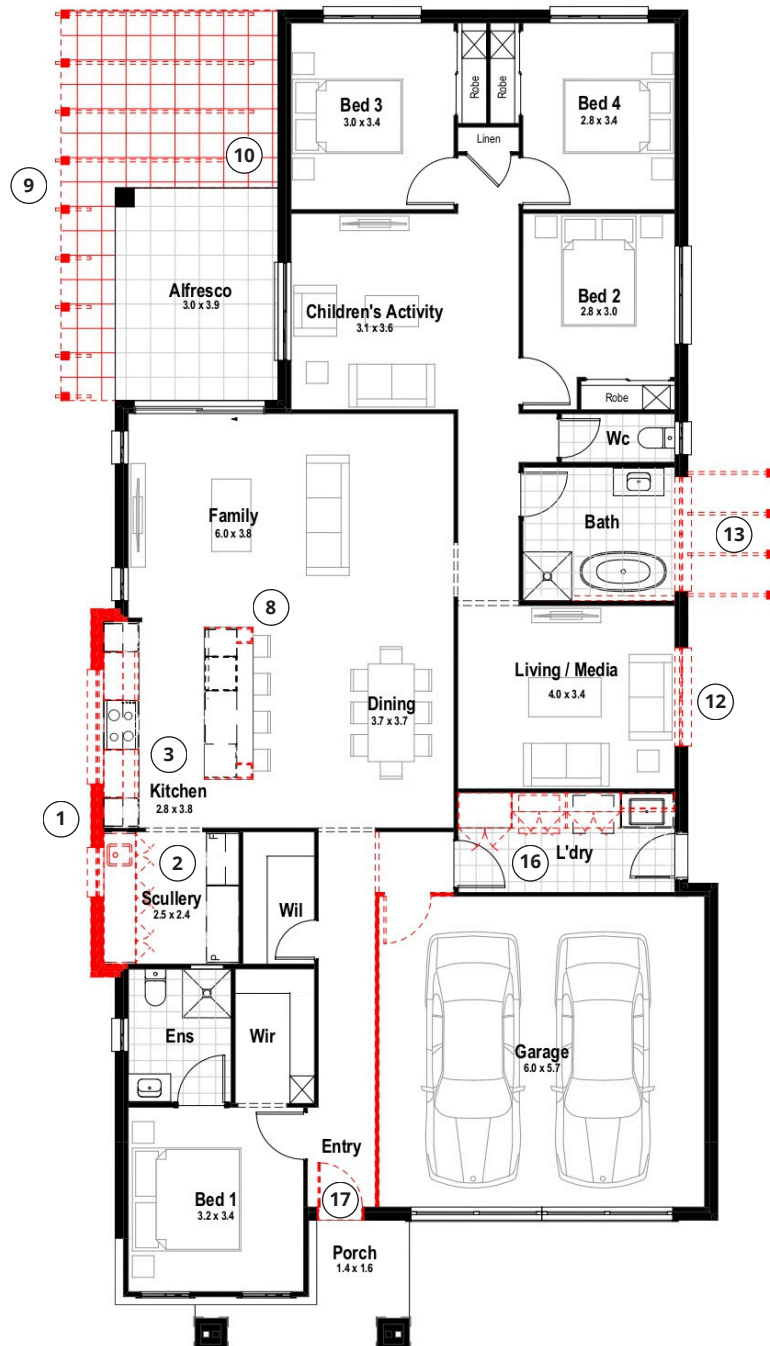 Robe
Robe
Bed 3
3.0 x 3.4
Bed 4
2.8 x 3.4
Linen
10
9
Alfresco
3.0 x 3.9
Children's Activity
3.1 x 3.6
Bed 2
2.8 x 3.0
Robe
Wc
Family
6.0 x 3.8
Bath
13
8
Living / Media
4.0 x 3.4
12
Dining
3.7 x 3.7
3
Kitchen
2.8 x 3.8
1
2
Scullery
2.5 x 2.4
P
P
16
L'dry
Wil
Ens
Wir
Garage
6.0 x 5.7
Entry
17
Bed 1
3.2 x 3.4
Porch
1.4 x 1.6